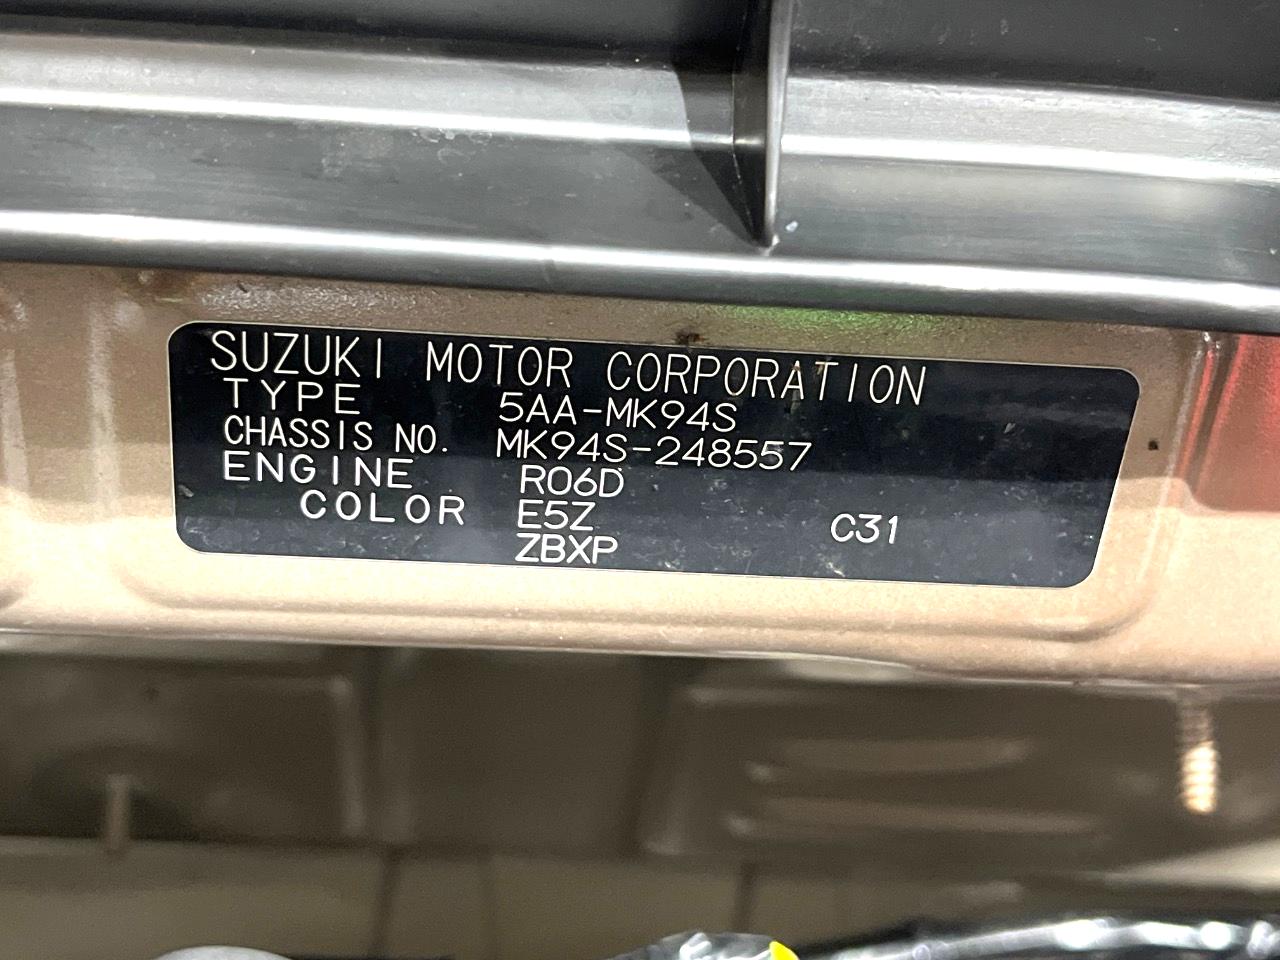 SUZUKI MOTOR CORPORATION
TYPE 5AA-MK94S
CHASSIS NO. MK94S-248557
ENGINE R06D
COLOR E5Z C31
ZBXP